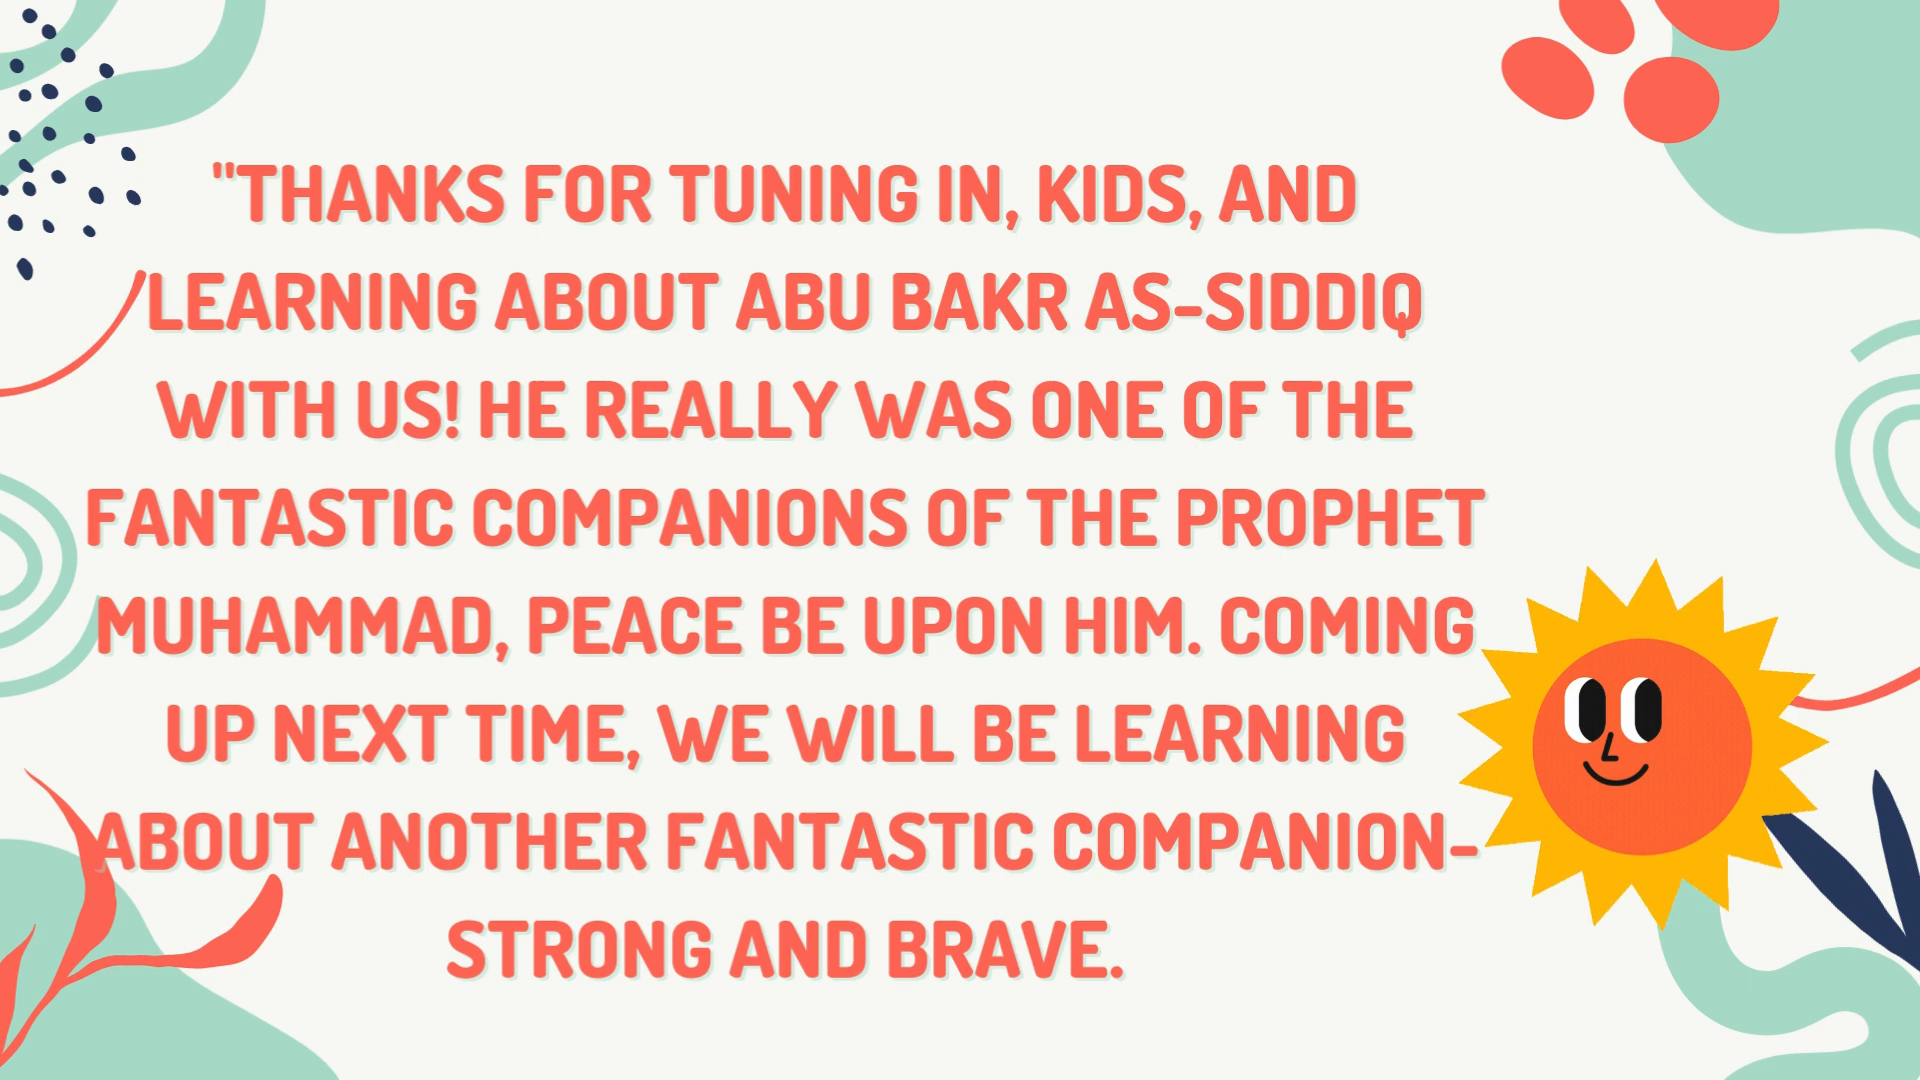 "THANKS FOR TUNING IN, KIDS, AND
LEARNING ABOUT ABU BAKR AS-SIDDIQ
WITH US! HE REALLY WAS ONE OF THE
FANTASTIC COMPANIONS OF THE PROPHET
MUHAMMAD, PEACE BE UPON HIM. COMING
UP NEXT TIME, WE WILL BE LEARNING
ABOUT ANOTHER FANTASTIC COMPANION-
STRONG AND BRAVE.